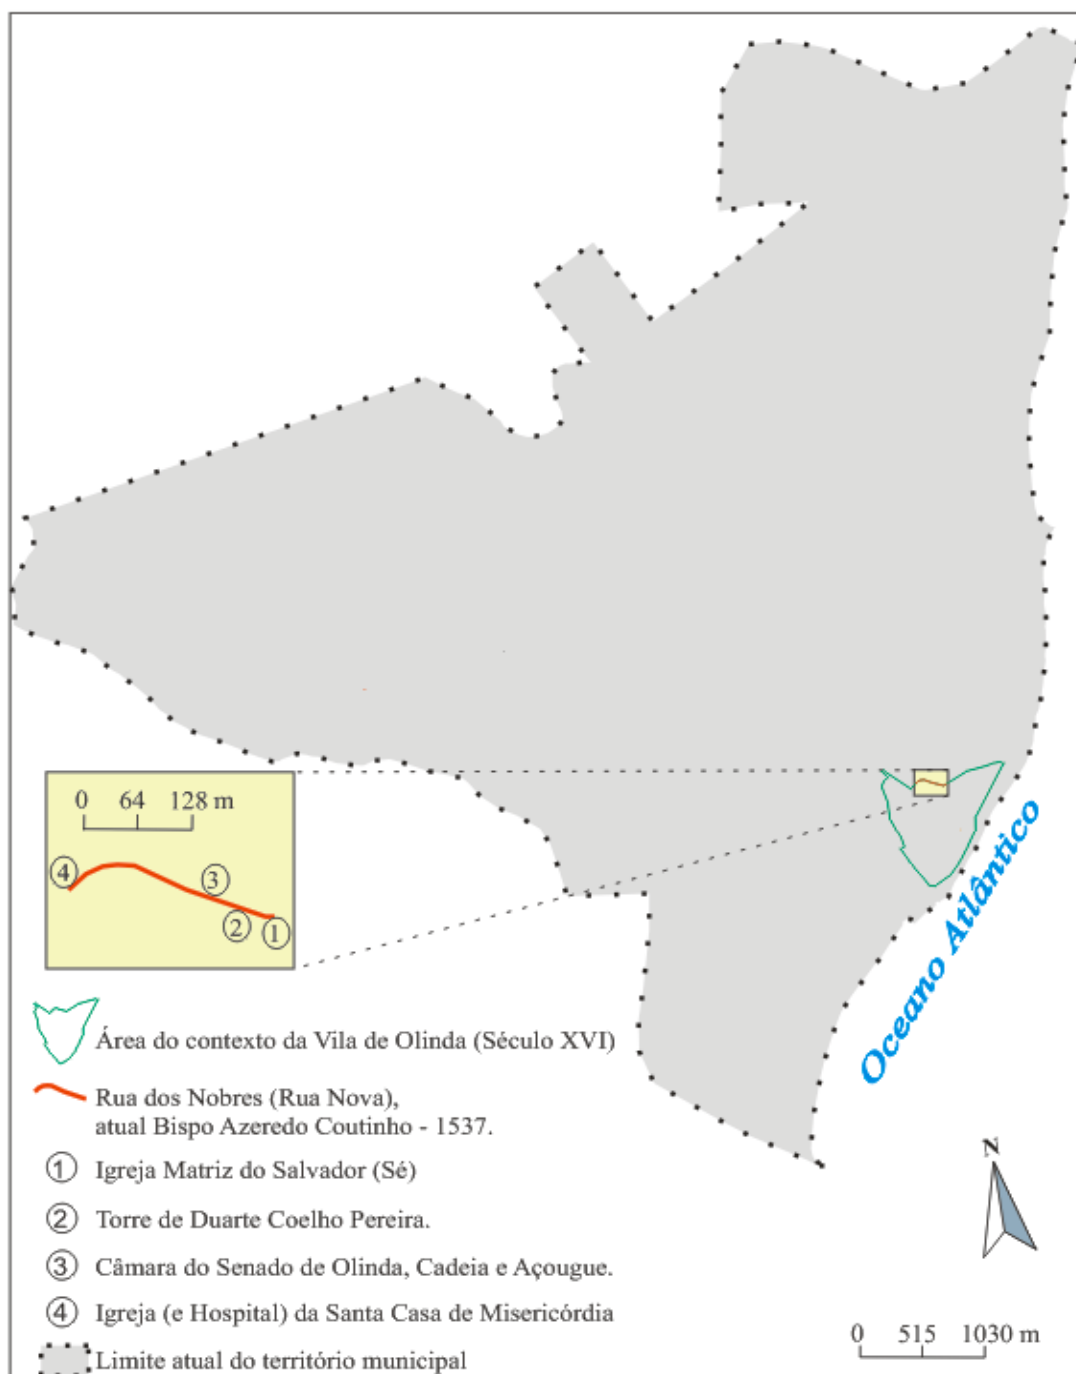 0 64 128 m
4
3
2
1
Oceano Atlântico
Área do contexto da Vila de Olinda (Século XVI)
Rua dos Nobres (Rua Nova),
atual Bispo Azeredo Coutinho - 1537.
1 Igreja Matriz do Salvador (Sé)
2 Torre de Duarte Coelho Pereira.
3 Câmara do Senado de Olinda, Cadeia e Açougue.
4 Igreja (e Hospital) da Santa Casa de Misericórdia
Limite atual do território municipal
N
0 515 1030 m